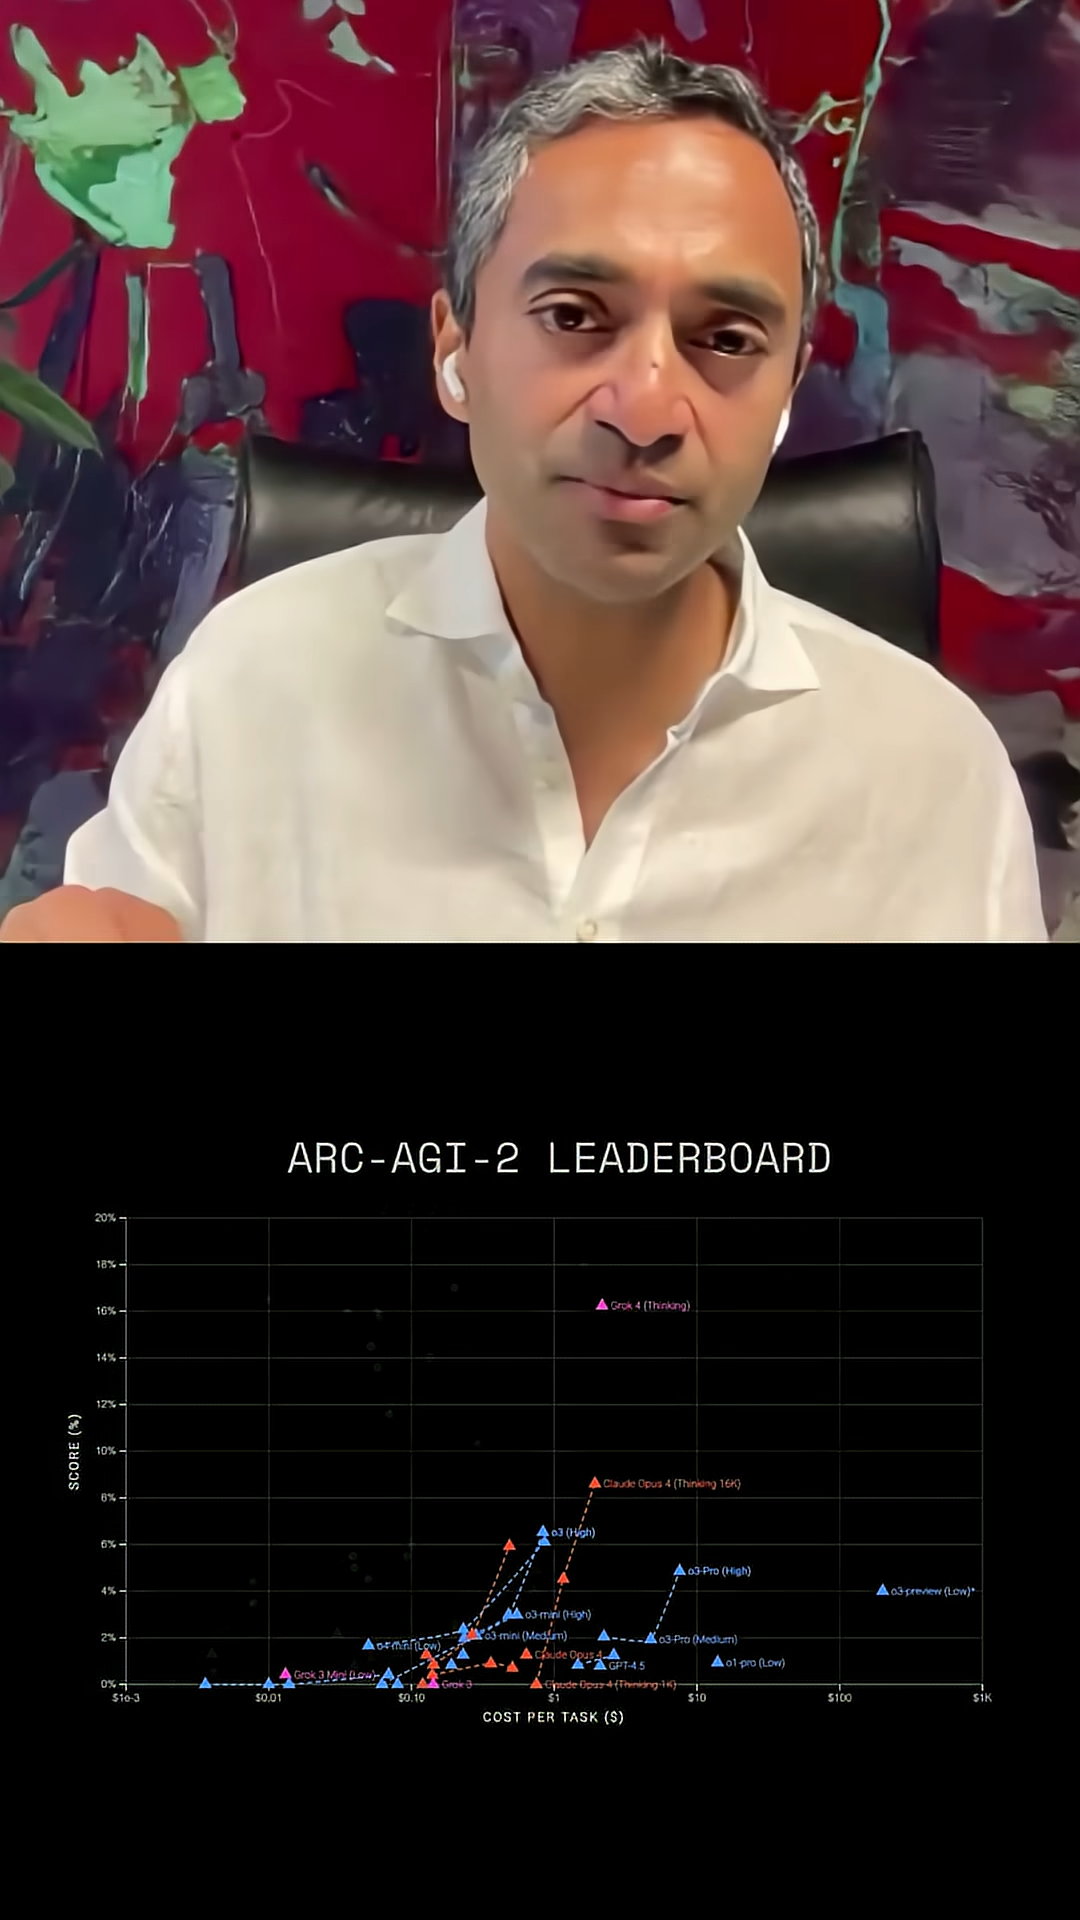 ARC-AGI-2 LEADERBOARD
20%
18%
16%
14%
12%
10%
8%
6%
4%
2%
0%
SCORE (%)
Grok 4 (Thinking)
Claude Opus 4 (Thinking 16K)
o3 (High)
o3-Pro (High)
o3-preview (Low)*
o3-mini (High)
o3-mini (Medium)
o3-Pro (Medium)
o4-mini (Low)
Claude Opus 4
GPT-4.5
o1-pro (Low)
Grok 3 Mini (Low)
Grok 3
Claude Opus 4 (Thinking 1K)
$1e-3
$0.01
$0.10
$1
$10
$100
$1K
COST PER TASK ($)